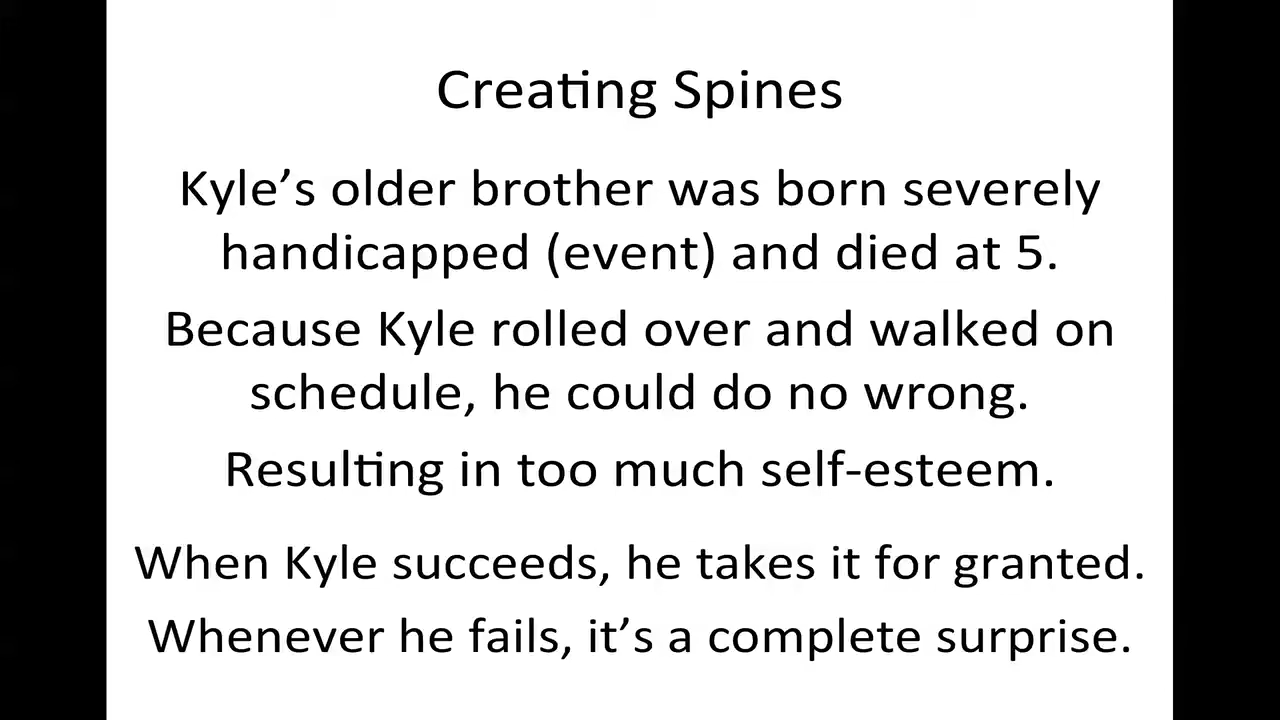 Creating Spines
Kyle’s older brother was born severely
handicapped (event) and died at 5.
Because Kyle rolled over and walked on
schedule, he could do no wrong.
Resulting in too much self-esteem.
When Kyle succeeds, he takes it for granted.
Whenever he fails, it’s a complete surprise.